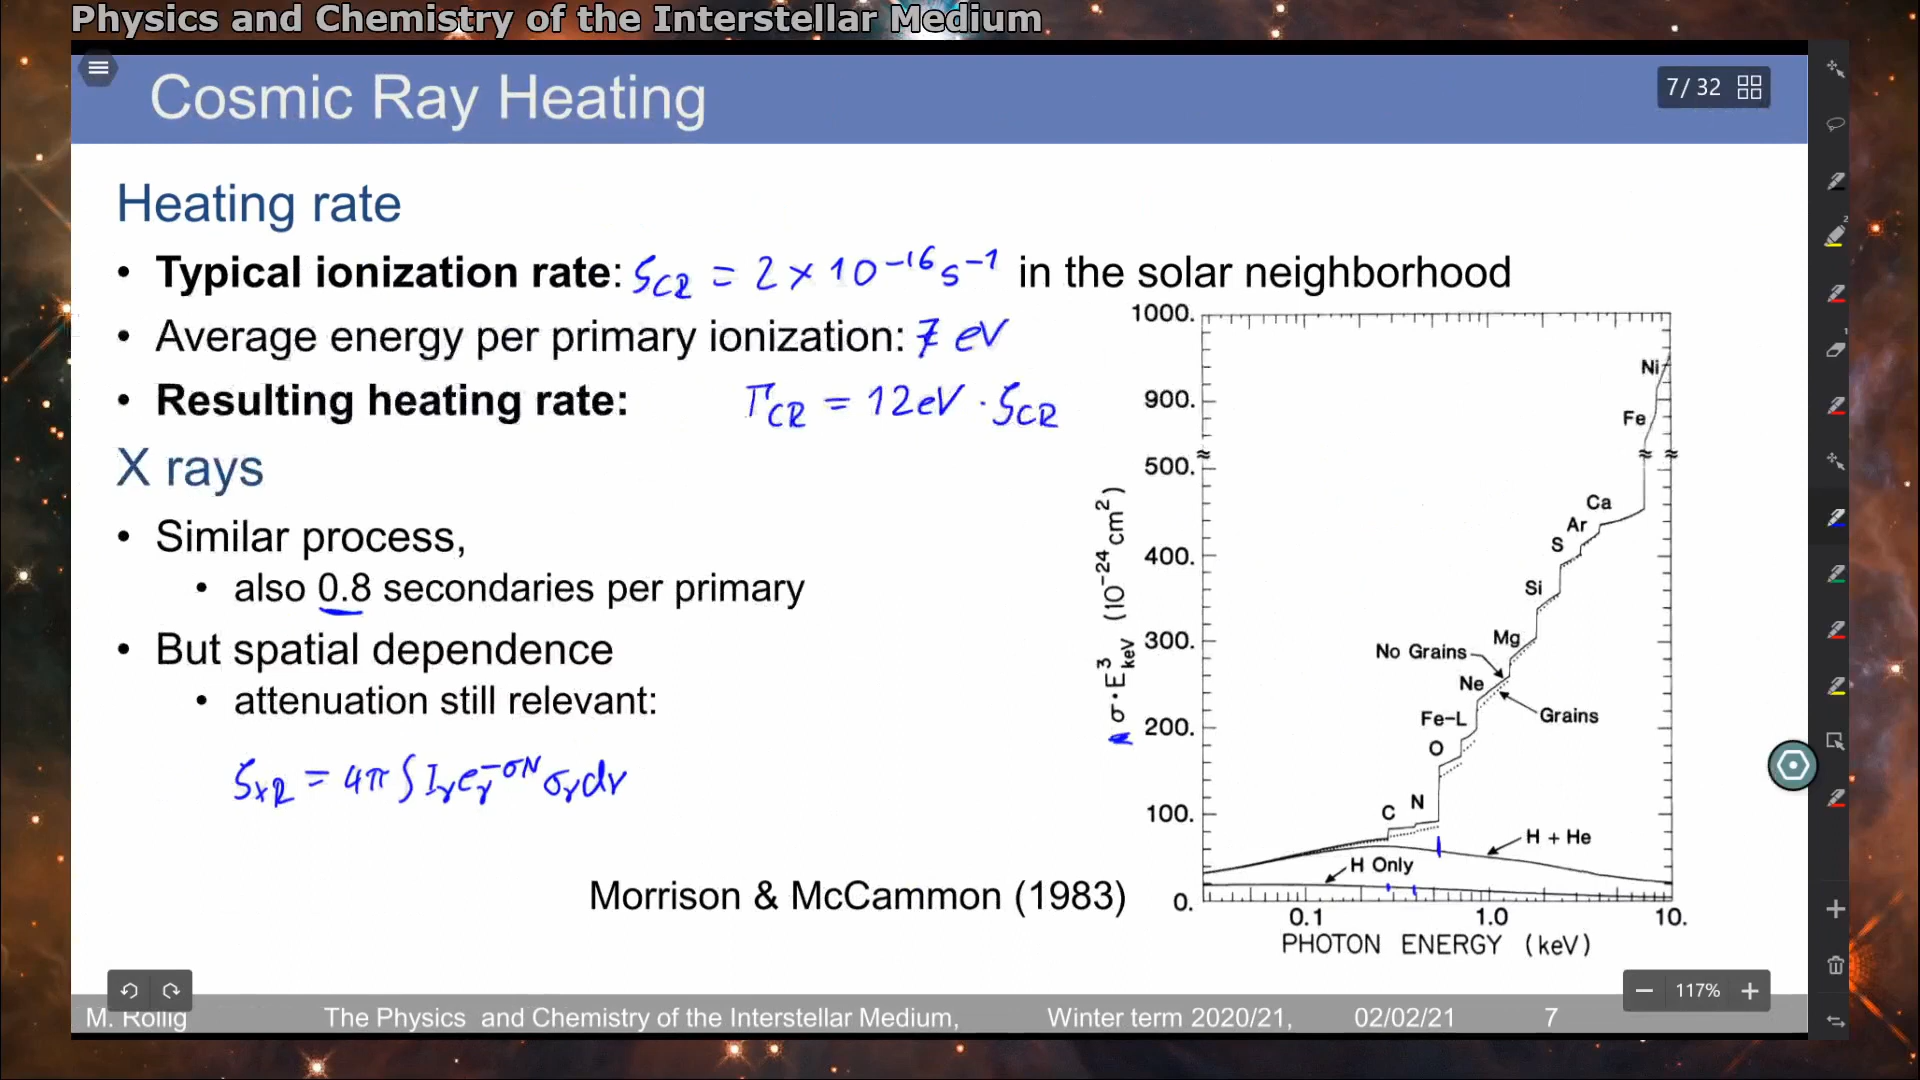 Physics and Chemistry of the Interstellar Medium
Cosmic Ray Heating
7/ 32
Heating rate
• Typical ionization rate: ζCR = 2 × 10⁻¹⁶ s⁻¹ in the solar neighborhood
• Average energy per primary ionization: 7 eV
• Resulting heating rate: ΓCR = 12 eV · ζCR
X rays
• Similar process,
• also 0.8 secondaries per primary
• But spatial dependence
• attenuation still relevant:
ζXR = 4π ∫ Iν eν^−σN σν dν
Morrison & McCammon (1983)
1000.
900.
500.
400.
300.
200.
100.
0.
σ · E³keV (10⁻²⁴ cm²)
Ni
Fe
Ca
Ar
S
Si
Mg
No Grains
Ne
Grains
Fe-L
O
N
C
H + He
H Only
0.1 1.0 10.
PHOTON ENERGY (keV)
117%
M. Röllig The Physics and Chemistry of the Interstellar Medium, Winter term 2020/21, 02/02/21 7